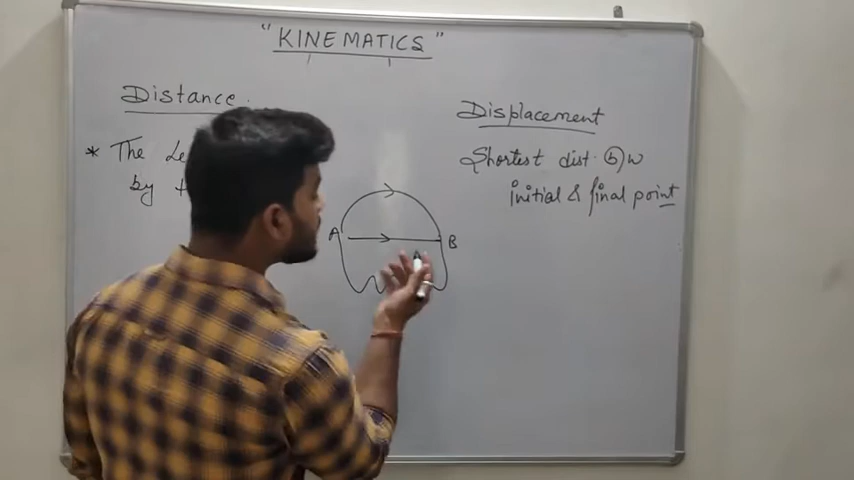 "KINEMATICS"
Distance
* The
by
A
B
Displacement
Shortest dist. (b)w
initial & final point